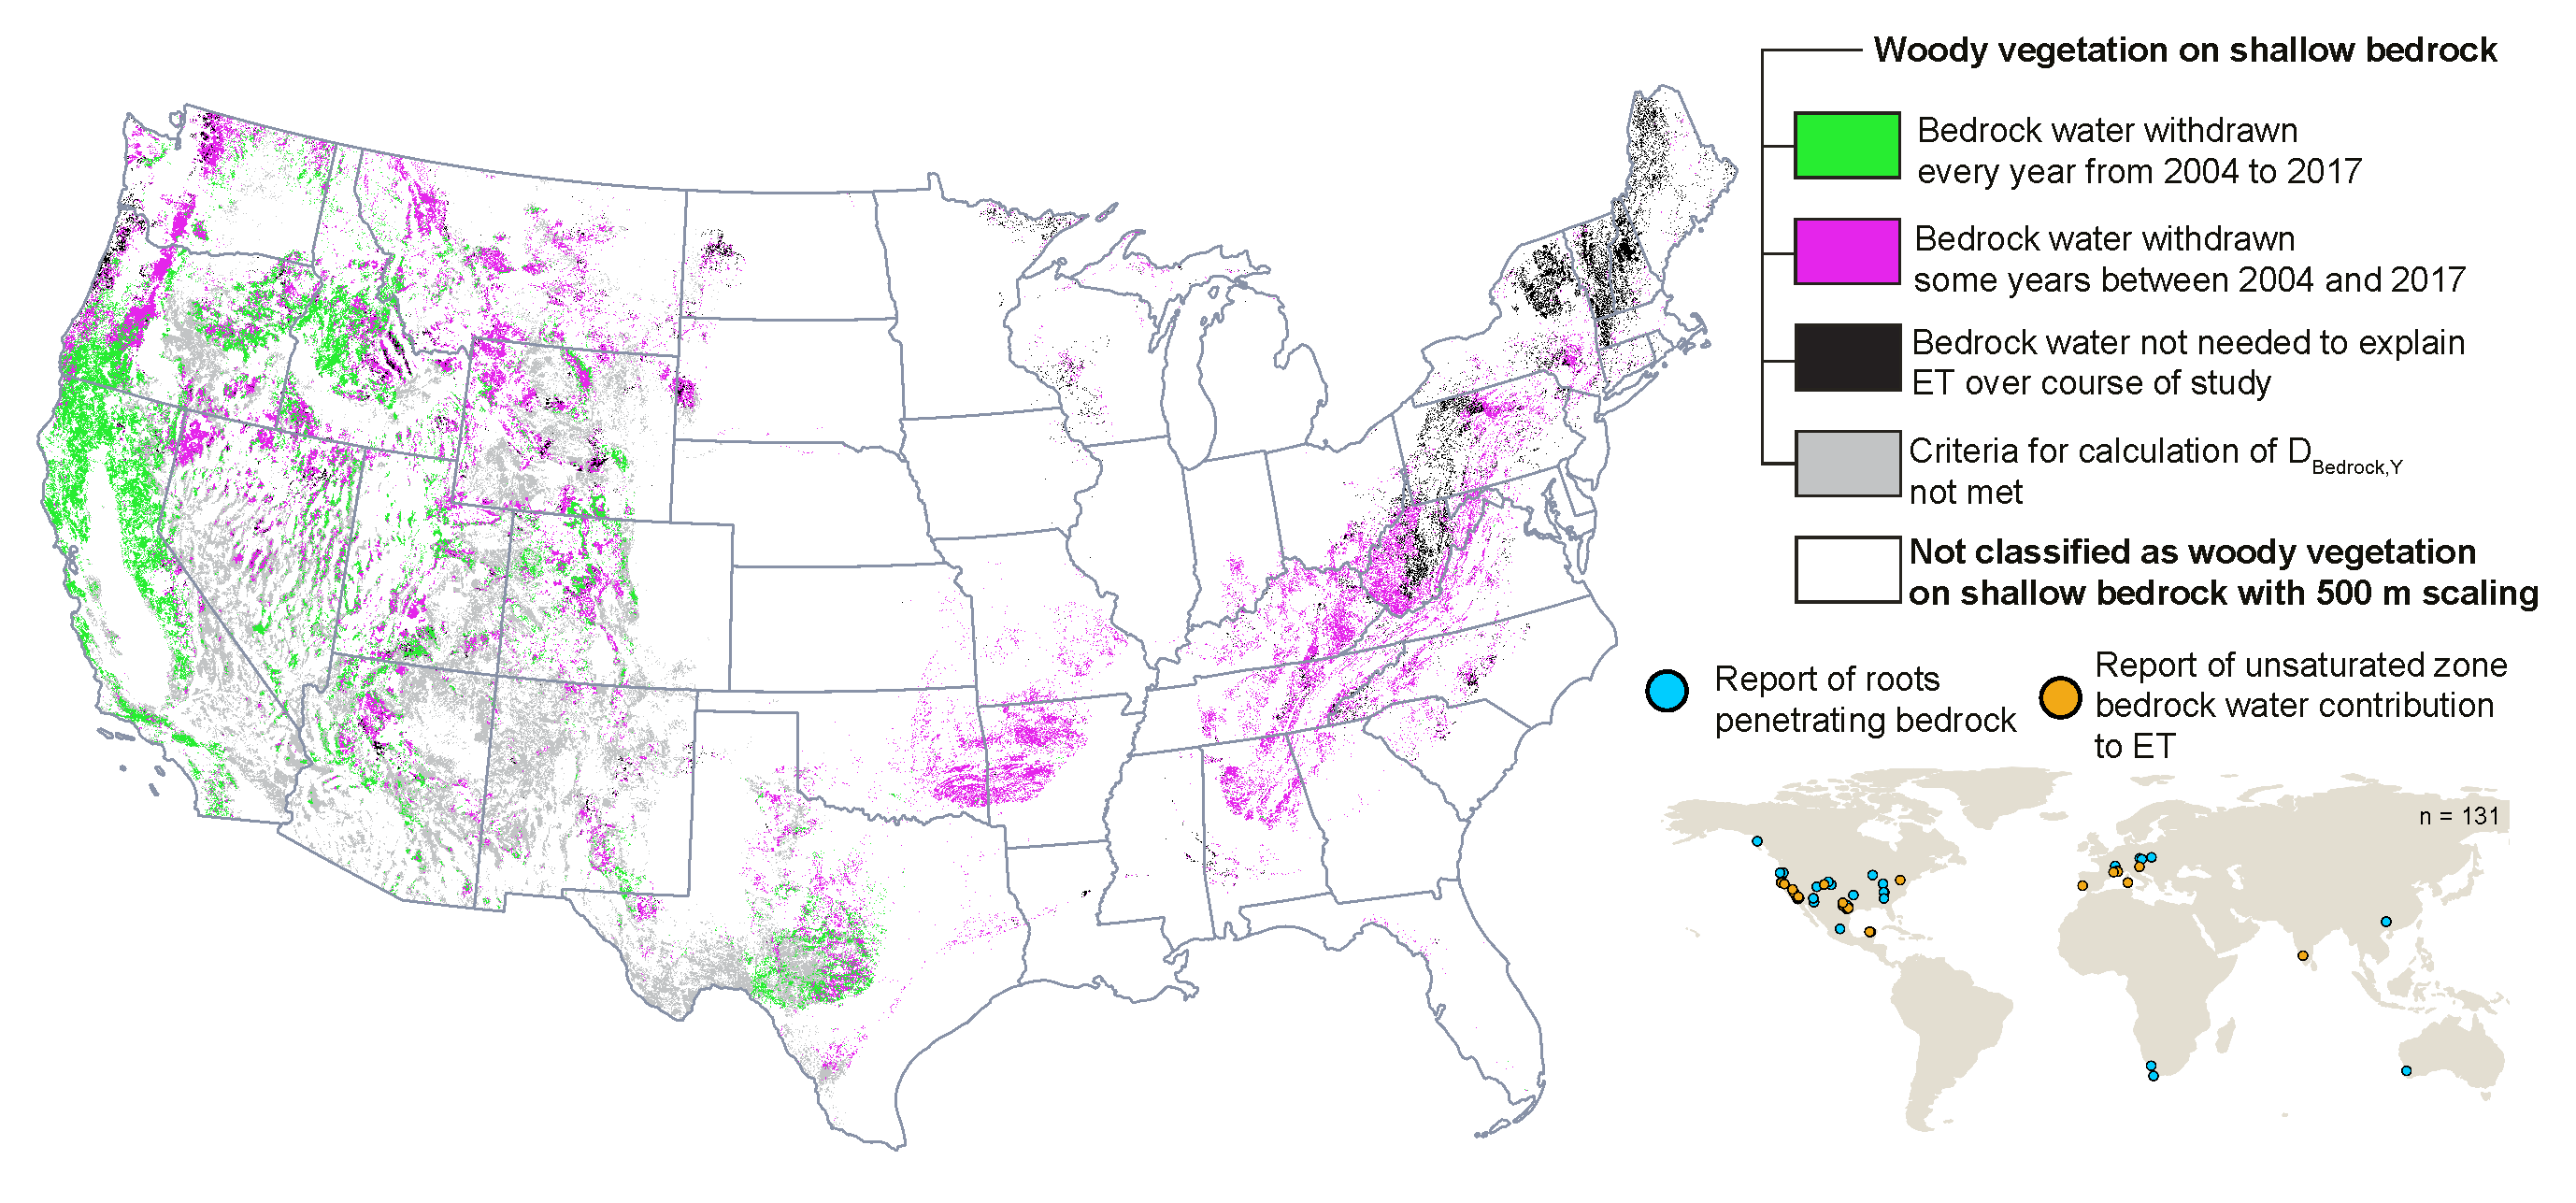 Woody vegetation on shallow bedrock
Bedrock water withdrawn
every year from 2004 to 2017
Bedrock water withdrawn
some years between 2004 and 2017
Bedrock water not needed to explain
ET over course of study
Criteria for calculation of DBedrock,Y
not met
Not classified as woody vegetation
on shallow bedrock with 500 m scaling
Report of roots
penetrating bedrock
Report of unsaturated zone
bedrock water contribution
to ET
n = 131